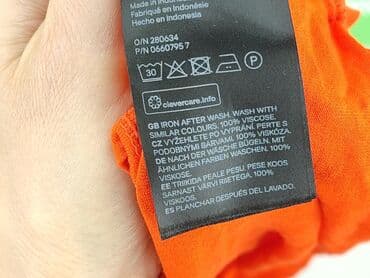 Made in Indonesia
Fabriqué en Indonésie
Hecho en Indonesia
O/N 280634
P/N 0660795 7
30
P
clevercare.info
GB IRON AFTER WASH. WASH WITH
SIMILAR COLOURS. 100% VISCOSE.
CZ VYŽEHLETE PO VYPRÁNÍ. PERTE S
PODOBNÝMI BARVAMI. 100% VISKÓZA.
DE NACH DER WÄSCHE BÜGELN. MIT
ÄHNLICHEN FARBEN WASCHEN. 100%
VISKOSE.
EE TRIIKIDA PEALE PESU. PESE KOOS
SARNAST VÄRVI RIIETEGA. 100%
VISKOOS.
ES PLANCHAR DESPUÉS DEL LAVADO.